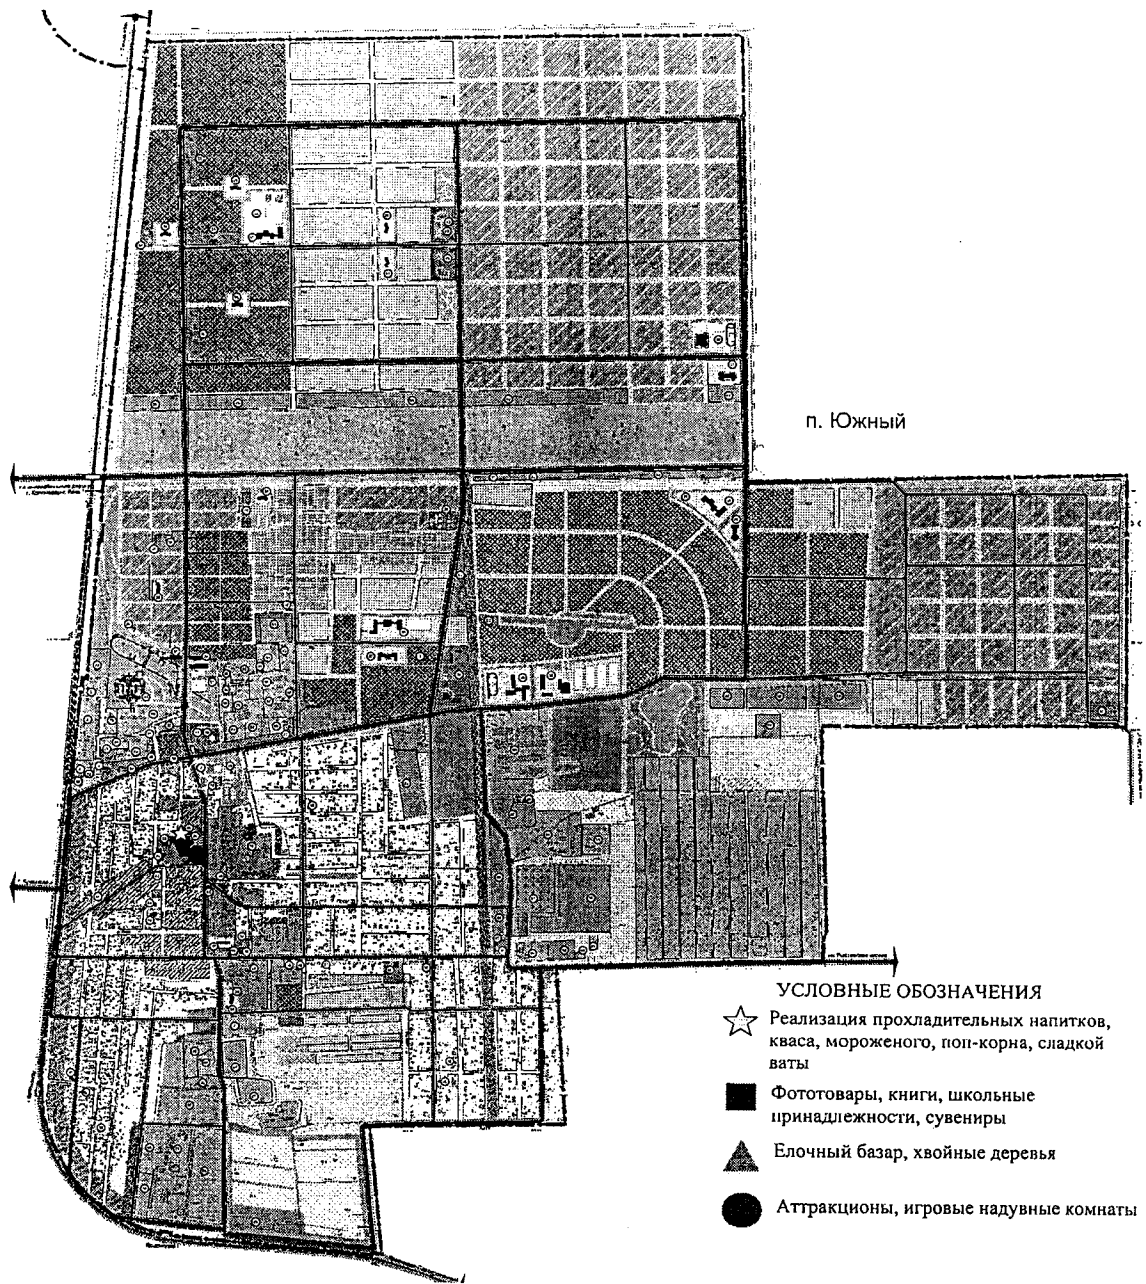 п. Южный
УСЛОВНЫЕ ОБОЗНАЧЕНИЯ
Реализация прохладительных напитков,
кваса, мороженого, поп-корна, сладкой
ваты
Фототовары, книги, школьные
принадлежности, сувениры
Елочный базар, хвойные деревья
Аттракционы, игровые надувные комнаты